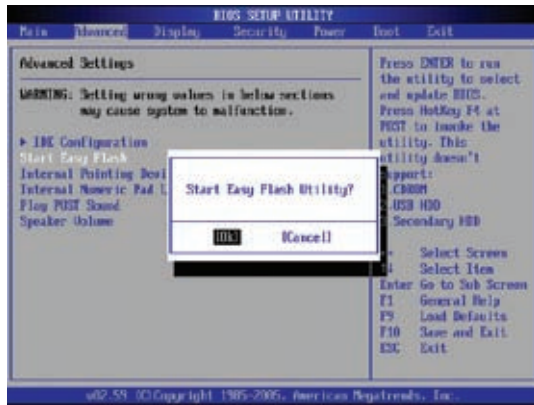 BIOS SETUP UTILITY
Main Advanced Display Security Power Boot Exit
Advanced Settings
WARNING: Setting wrong values in below sections
may cause system to malfunction.
▶ IDE Configuration
Start Easy Flash
Internal Pointing Devi
Internal Numeric Pad L
Play POST Sound
Speaker Volume
Start Easy Flash Utility?
[Ok] [Cancel]
Press ENTER to run
the utility to select
and update BIOS.
Press HotKey F4 at
POST to invoke the
utility. This
utility doesn't
support:
CDROM
USB HDD
Secondary HDD
Select Screen
Select Item
Enter Go to Sub Screen
F1 General Help
F9 Load Defaults
F10 Save and Exit
ESC Exit
v02.59 (C)Copyright 1985-2005, American Megatrends, Inc.